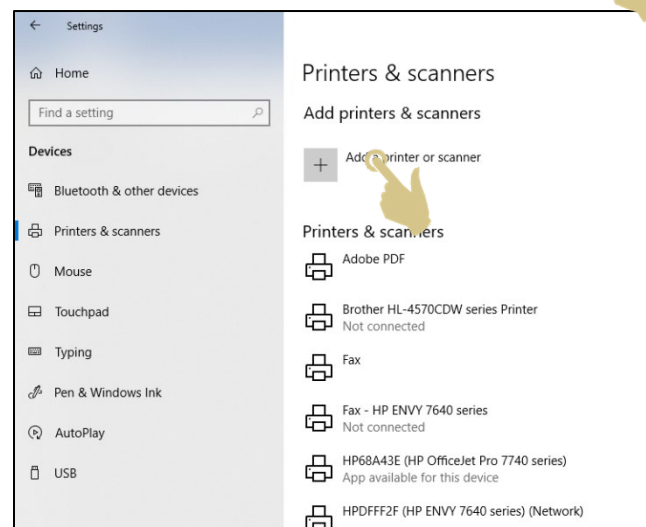 Settings
Home
Find a setting
Devices
Bluetooth & other devices
Printers & scanners
Mouse
Touchpad
Typing
Pen & Windows Ink
AutoPlay
USB
Printers & scanners
Add printers & scanners
Add a printer or scanner
Printers & scanners
Adobe PDF
Brother HL-4570CDW series Printer
Not connected
Fax
Fax - HP ENVY 7640 series
Not connected
HP68A43E (HP OfficeJet Pro 7740 series)
App available for this device
HPDFFF2F (HP ENVY 7640 series) (Network)